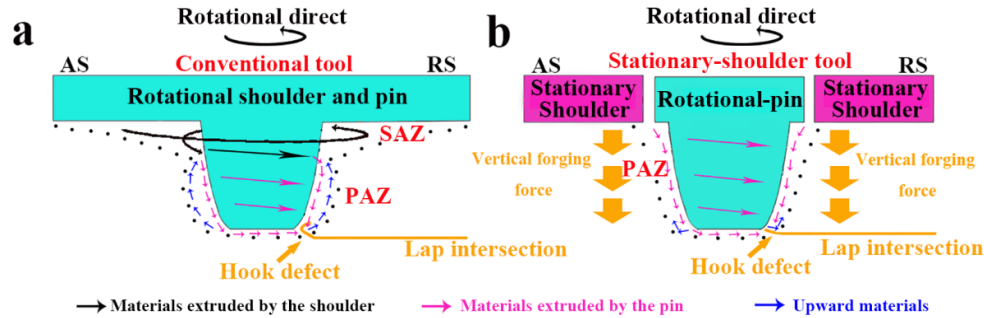 a
Rotational direct
AS
Conventional tool
RS
Rotational shoulder and pin
SAZ
PAZ
Lap intersection
Hook defect
b
Rotational direct
AS
Stationary-shoulder tool
RS
Stationary
Shoulder
Rotational-pin
Stationary
Shoulder
Vertical forging
force
PAZ
Vertical forging
force
Lap intersection
Hook defect
Materials extruded by the shoulder
Materials extruded by the pin
Upward materials